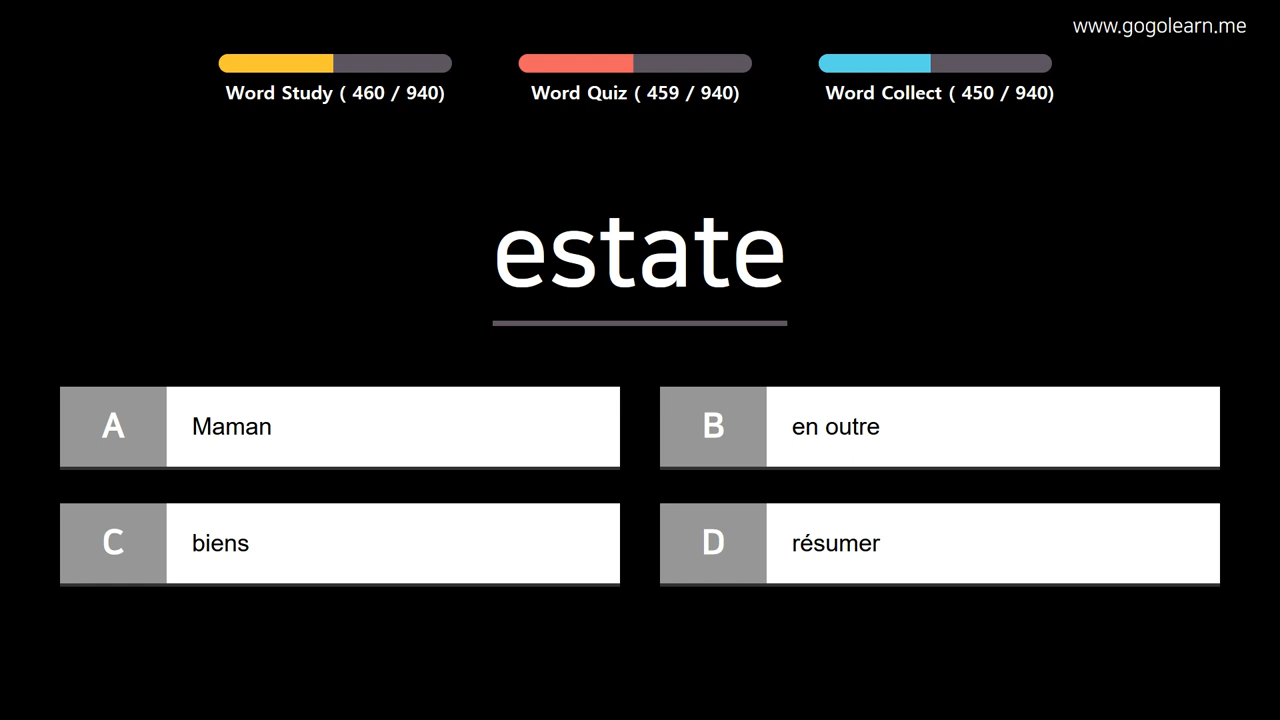 www.gogolearn.me
Word Study ( 460 / 940)
Word Quiz ( 459 / 940)
Word Collect ( 450 / 940)
estate
A Maman
B en outre
C biens
D résumer